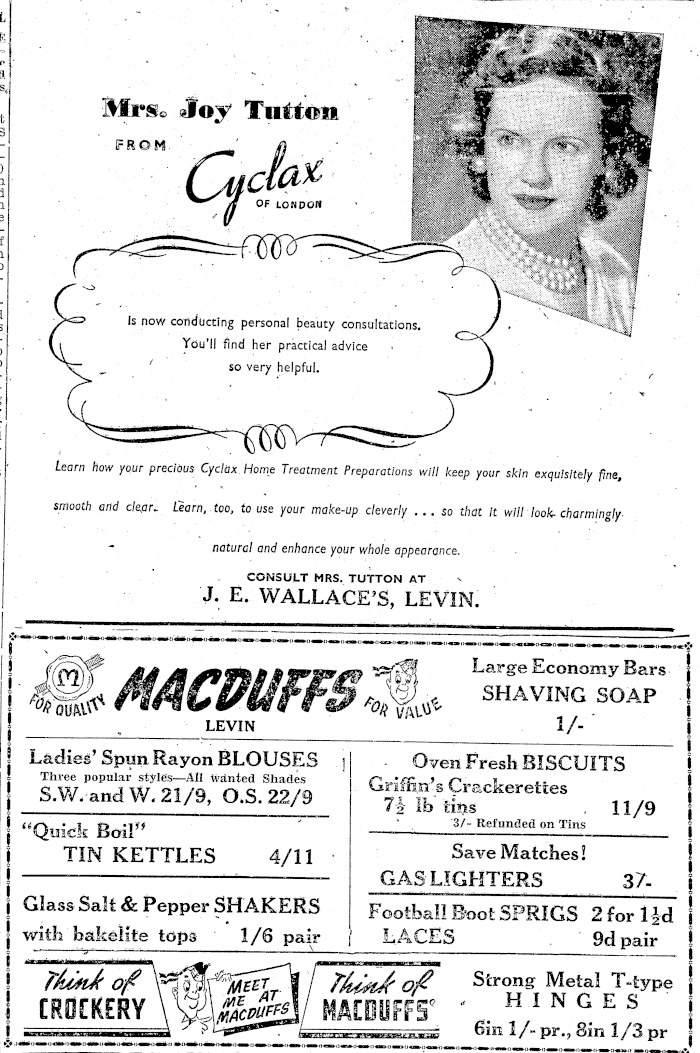 Mrs. Joy Tutton
FROM
Cyclax
OF LONDON
Is now conducting personal beauty consultations.
You'll find her practical advice
so very helpful.
Learn how your precious Cyclax Home Treatment Preparations will keep your skin exquisitely fine,
smooth and clear. Learn, too, to use your make-up cleverly ... so that it will look charmingly
natural and enhance your whole appearance.
CONSULT MRS. TUTTON AT
J. E. WALLACE'S, LEVIN.
M
FOR QUALITY
MACDUFFS
FOR VALUE
LEVIN
Large Economy Bars
SHAVING SOAP
1/-
Ladies' Spun Rayon BLOUSES
Three popular styles—All wanted Shades
S.W. and W. 21/9, O.S. 22/9
"Quick Boil"
TIN KETTLES 4/11
Glass Salt & Pepper SHAKERS
with bakelite tops 1/6 pair
Oven Fresh BISCUITS
Griffin's Crackerettes
7½ lb tins 11/9
3/- Refunded on Tins
Save Matches!
GAS LIGHTERS 3/-
Football Boot SPRIGS 2 for 1½d
LACES 9d pair
Think of
CROCKERY
MEET
ME AT
MACDUFFS
Think of
MACDUFFS
Strong Metal T-type
HINGES
6in 1/- pr., 8in 1/3 pr